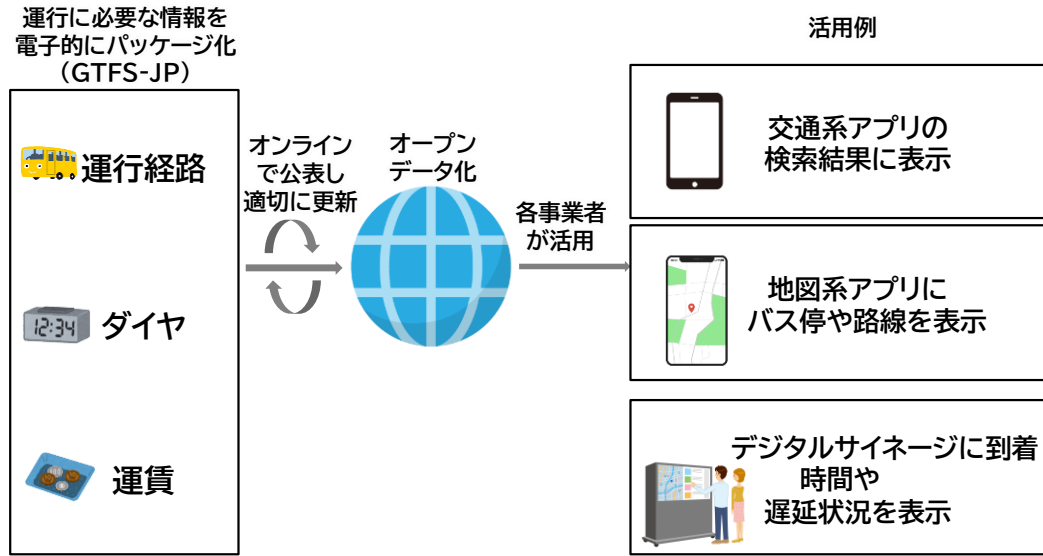 運行に必要な情報を
電子的にパッケージ化
（GTFS-JP）
運行経路
12:34
ダイヤ
運賃
オンライン
で公表し
適切に更新
オープン
データ化
各事業者
が活用
活用例
交通系アプリの
検索結果に表示
地図系アプリに
バス停や路線を表示
デジタルサイネージに到着
時間や
遅延状況を表示